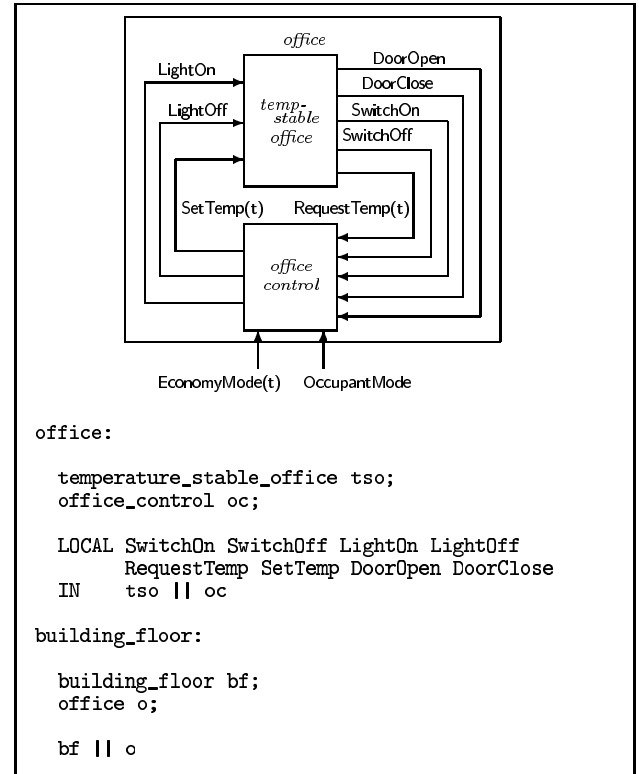 office
DoorOpen
LightOn
DoorClose
temp-
stable
office
LightOff
SwitchOn
SwitchOff
SetTemp(t)
RequestTemp(t)
office
control
EconomyMode(t)
OccupantMode
office:
temperature_stable_office tso;
office_control oc;
LOCAL SwitchOn SwitchOff LightOn LightOff
RequestTemp SetTemp DoorOpen DoorClose
IN tso || oc
building_floor:
building_floor bf;
office o;
bf || o